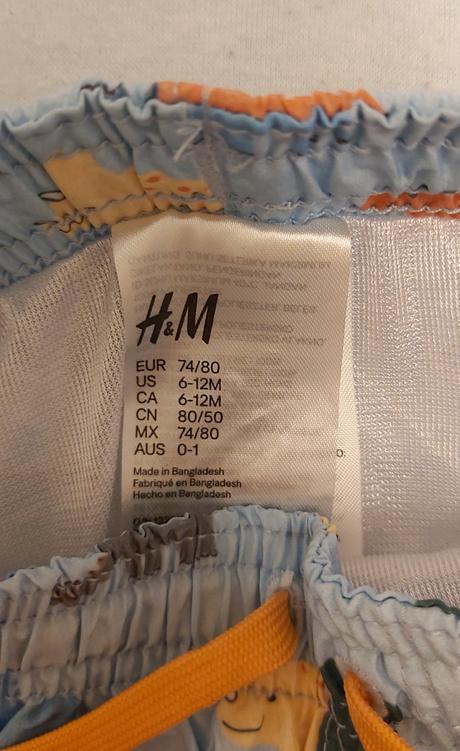 H&M
EUR 74/80
US 6-12M
CA 6-12M
CN 80/50
MX 74/80
AUS 0-1
Made in Bangladesh
Fabriqué en Bangladesh
Hecho en Bangladesh